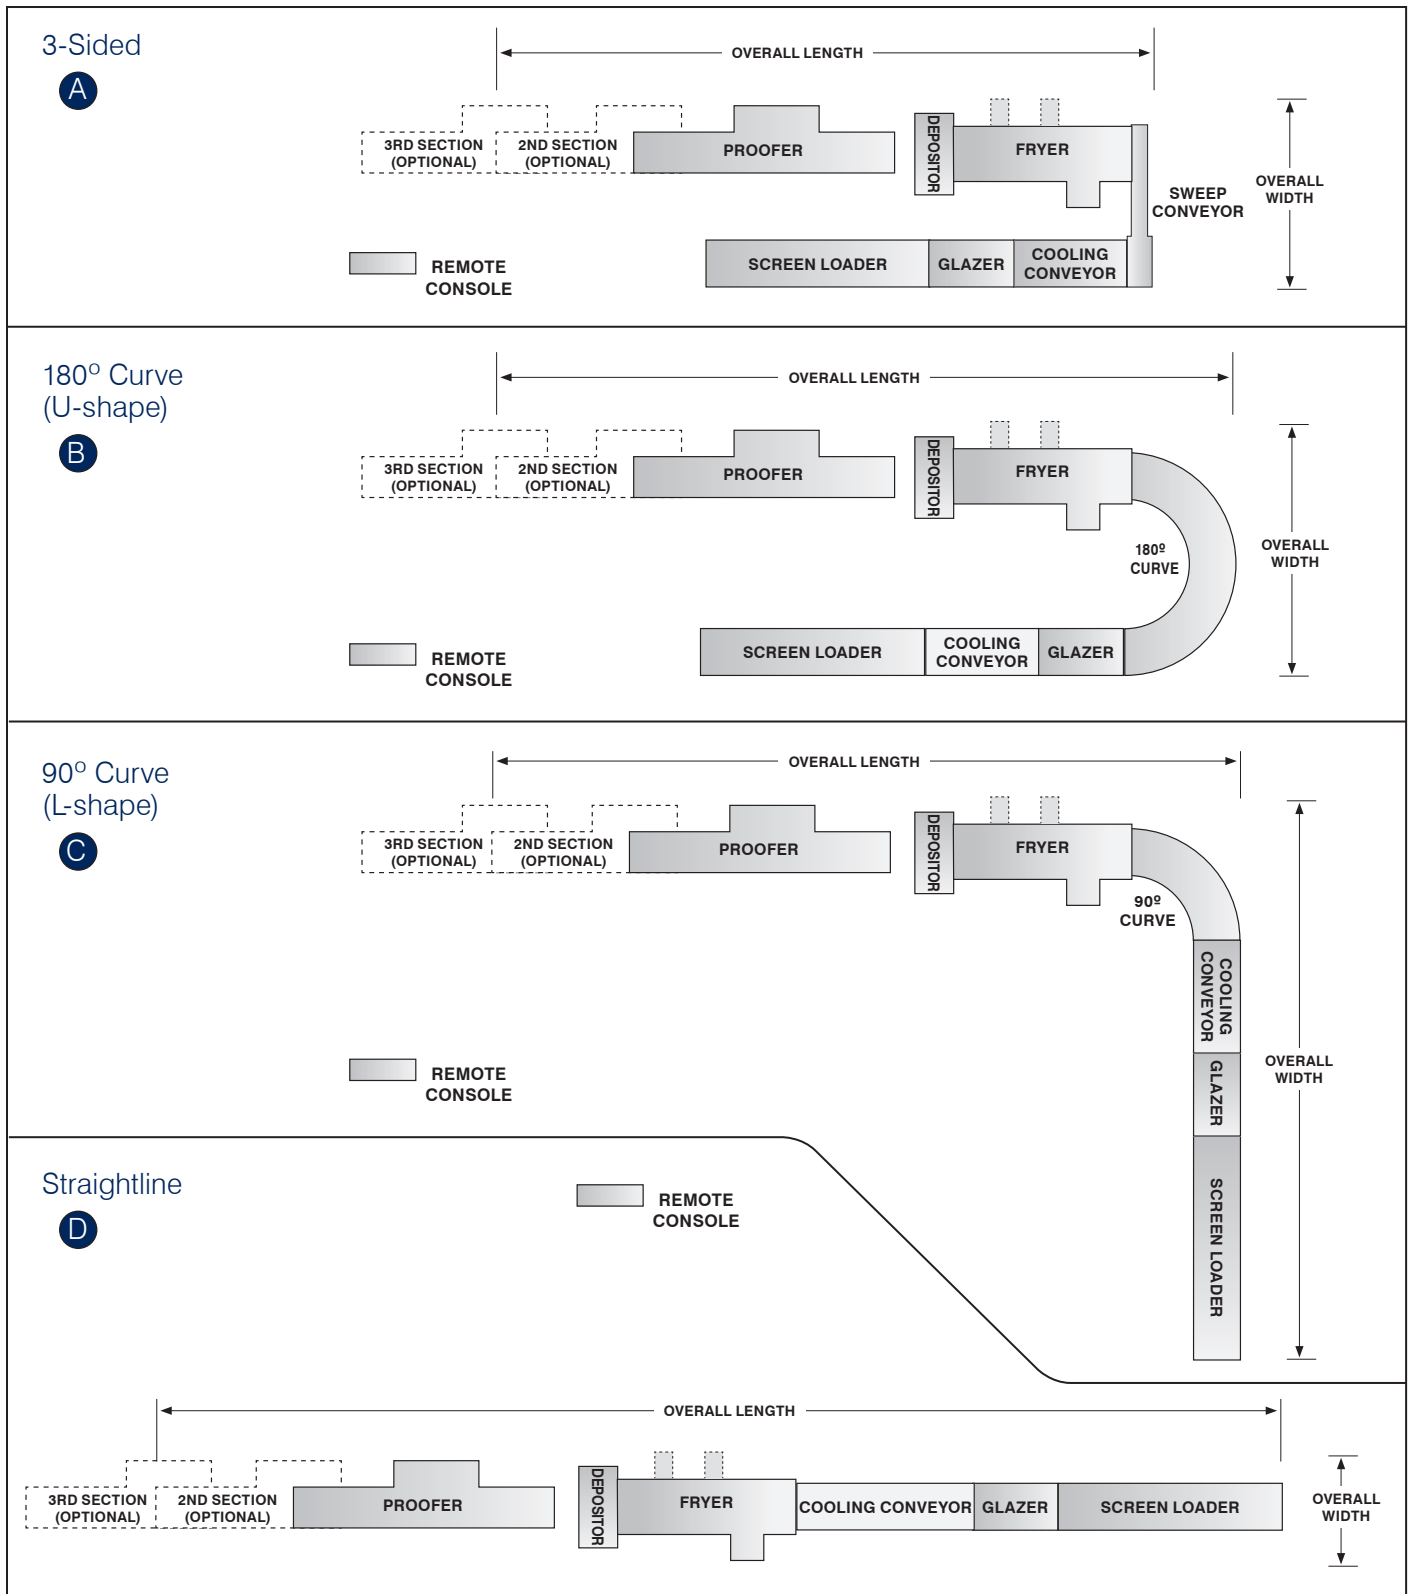 3-Sided
A
OVERALL LENGTH
3RD SECTION
(OPTIONAL)
2ND SECTION
(OPTIONAL)
PROOFER
DEPOSITOR
FRYER
SWEEP
CONVEYOR
OVERALL
WIDTH
REMOTE
CONSOLE
SCREEN LOADER
GLAZER
COOLING
CONVEYOR
180º Curve
(U-shape)
B
OVERALL LENGTH
3RD SECTION
(OPTIONAL)
2ND SECTION
(OPTIONAL)
PROOFER
DEPOSITOR
FRYER
180º
CURVE
OVERALL
WIDTH
REMOTE
CONSOLE
SCREEN LOADER
COOLING
CONVEYOR
GLAZER
90º Curve
(L-shape)
C
OVERALL LENGTH
3RD SECTION
(OPTIONAL)
2ND SECTION
(OPTIONAL)
PROOFER
DEPOSITOR
FRYER
90º
CURVE
COOLING
CONVEYOR
GLAZER
SCREEN LOADER
OVERALL
WIDTH
REMOTE
CONSOLE
Straightline
D
REMOTE
CONSOLE
OVERALL LENGTH
3RD SECTION
(OPTIONAL)
2ND SECTION
(OPTIONAL)
PROOFER
DEPOSITOR
FRYER
COOLING CONVEYOR
GLAZER
SCREEN LOADER
OVERALL
WIDTH